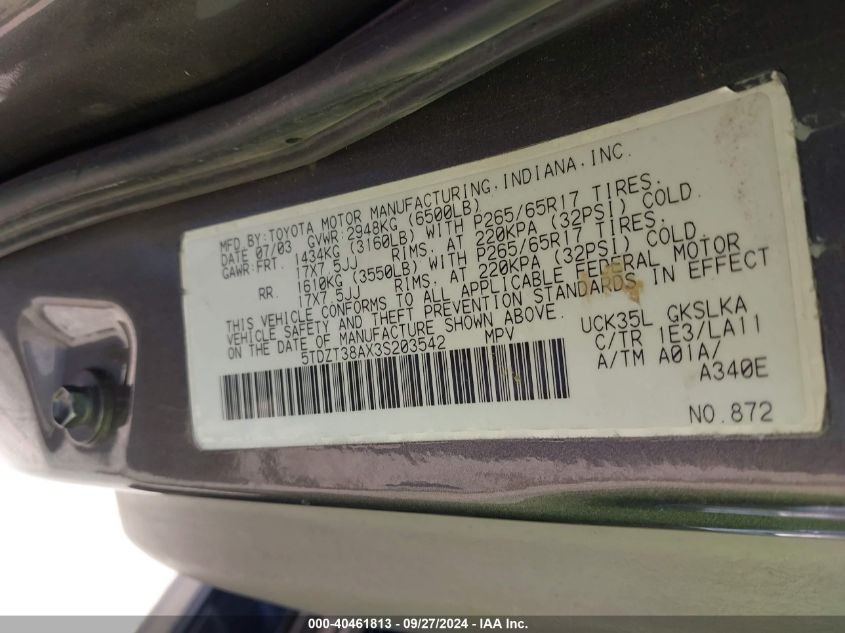 MFD.BY:TOYOTA MOTOR MANUFACTURING.INDIANA,INC.
DATE 07/03 GVWR:2948KG (6500LB)
GAWR:FRT. 1434KG (3160LB) WITH P265/65R17 TIRES.
17X7.5JJ RIMS. AT 220KPA (32PSI) COLD.
RR. 1610KG (3550LB) WITH P265/65R17 TIRES.
17X7.5JJ RIMS. AT 220KPA (32PSI) COLD.
THIS VEHICLE CONFORMS TO ALL APPLICABLE FEDERAL MOTOR
VEHICLE SAFETY AND THEFT PREVENTION STANDARDS IN EFFECT
ON THE DATE OF MANUFACTURE SHOWN ABOVE.
5TDZT38AX3S203542 MPV
UCK35L GKSLKA
C/TR 1E3/LA11
A/TM A01A/
A340E
NO.872
000-40461813 - 09/27/2024 - IAA Inc.